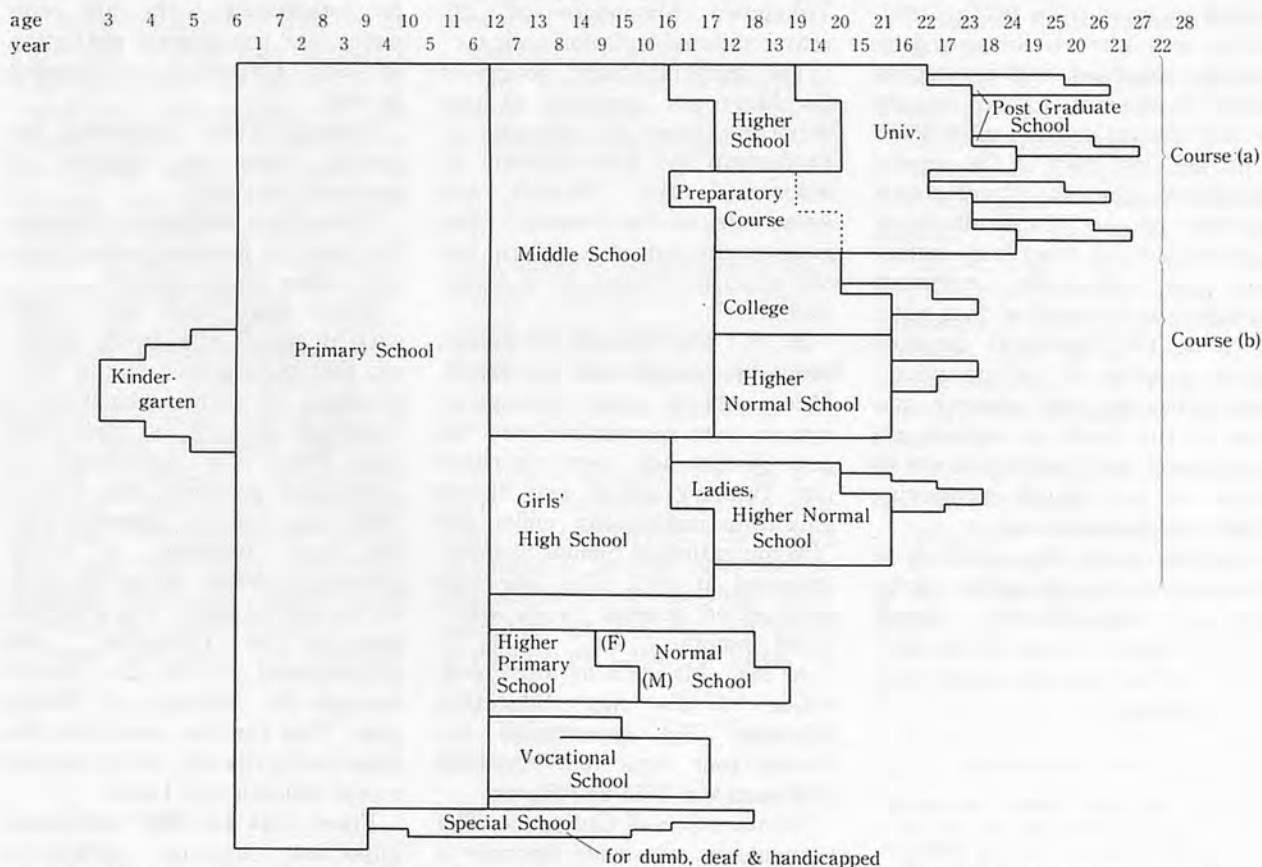 age 3 4 5 6 7 8 9 10 11 12 13 14 15 16 17 18 19 20 21 22 23 24 25 26 27 28
year 1 2 3 4 5 6 7 8 9 10 11 12 13 14 15 16 17 18 19 20 21 22
Higher
School
Univ.
Post Graduate
School
Course (a)
Preparatory
Course
Middle School
College
Primary School
Course (b)
Kinder-
garten
Higher
Normal School
Girls'
High School
Ladies,
Higher Normal
School
Higher
Primary
School
(F)
Normal
(M) School
Vocational
School
Special School
for dumb, deaf & handicapped